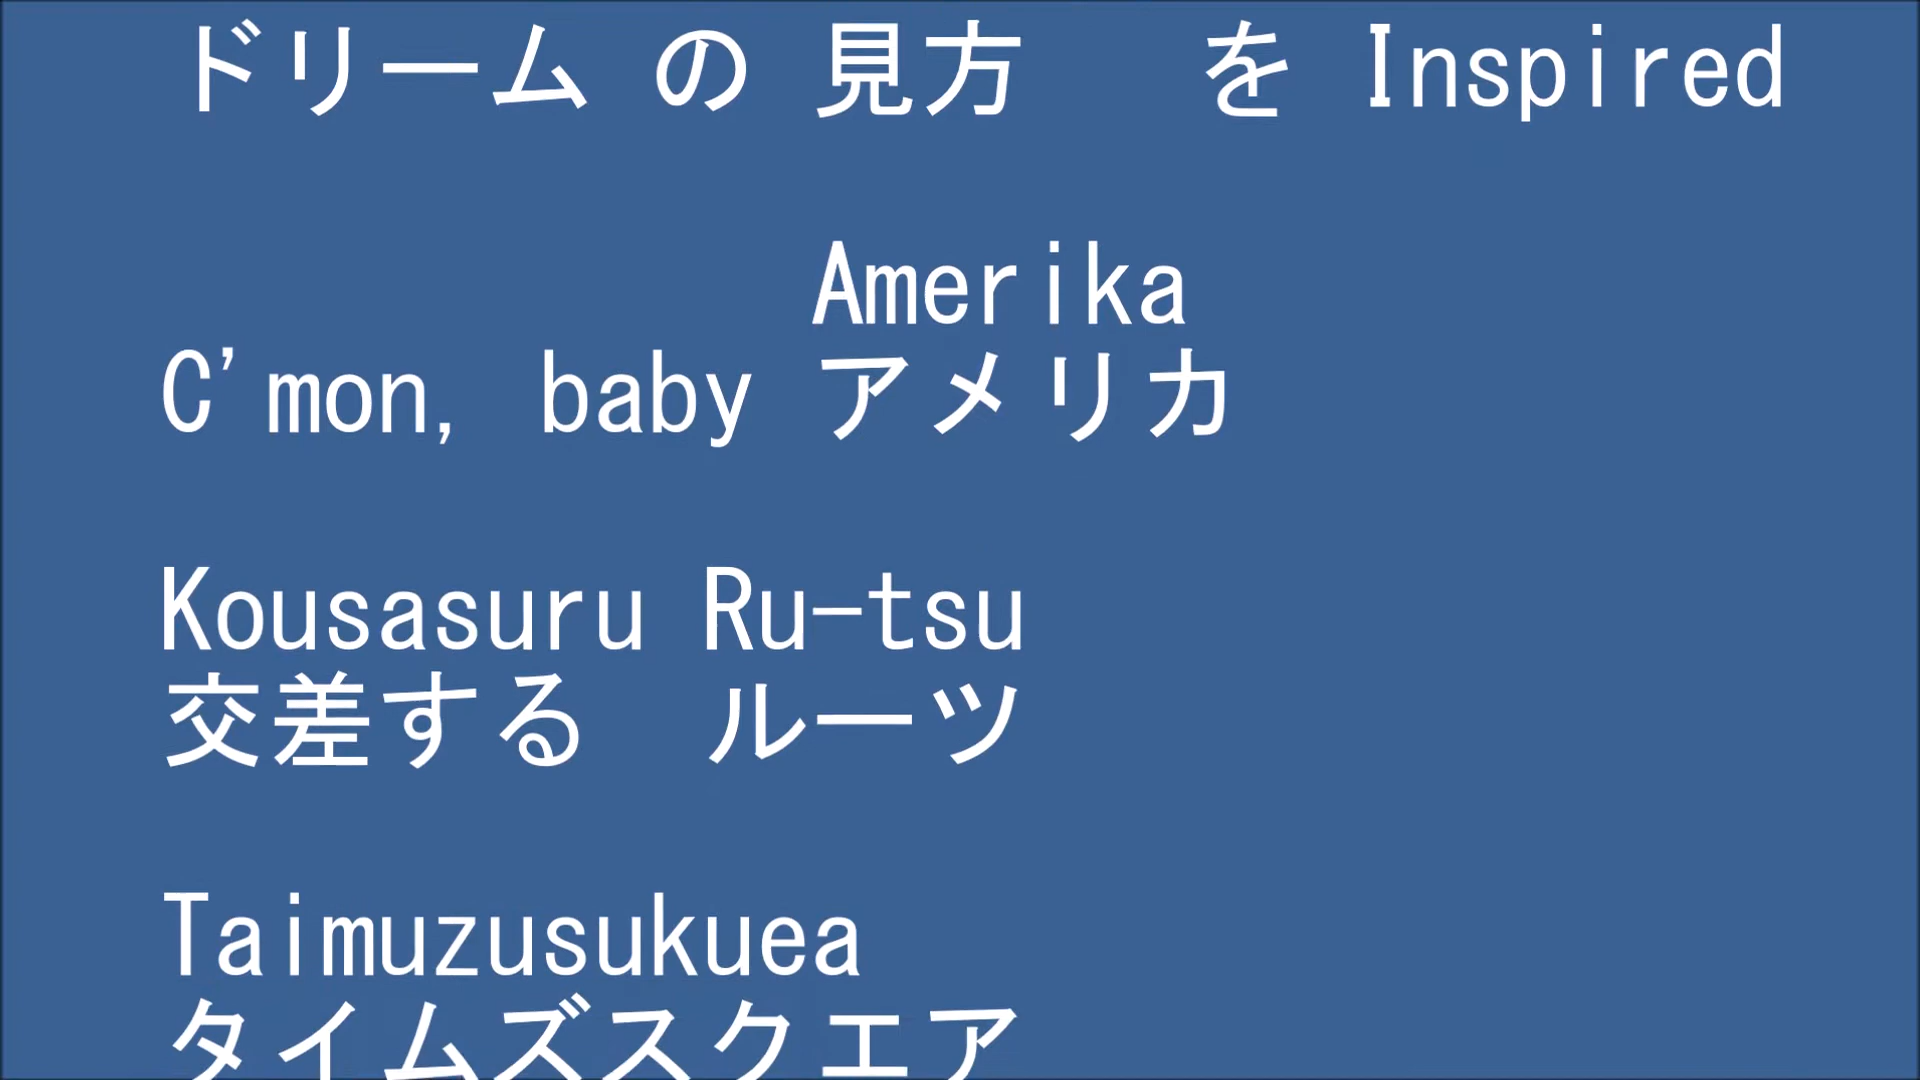 ドリーム の 見方　 を Inspired
Amerika
C'mon, baby アメリカ
Kousasuru Ru-tsu
交差する　ルーツ
Taimuzusukuea
タイムズスクエア